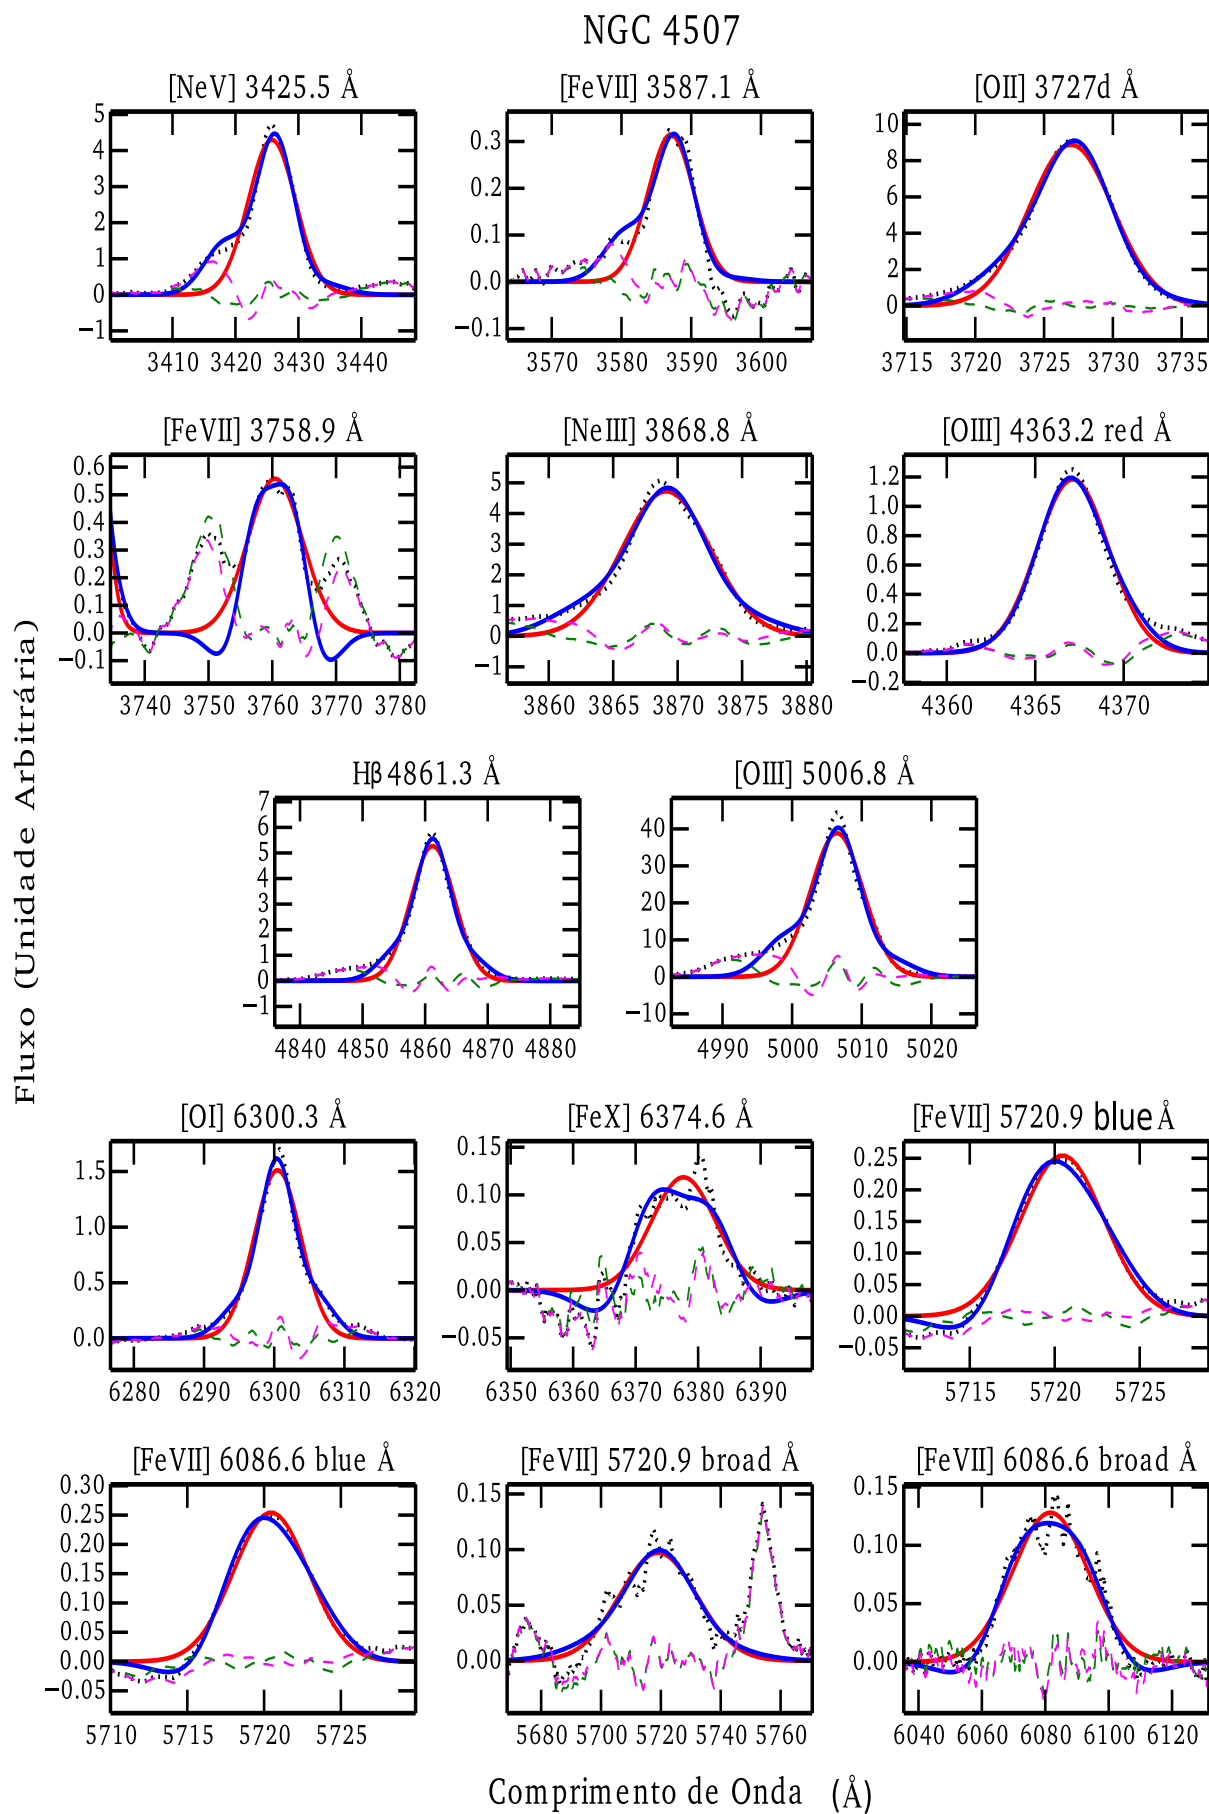 NGC 4507
[NeV] 3425.5 Å
[FeVII] 3587.1 Å
[OII] 3727d Å
5
4
3
2
1
0
−1
3410 3420 3430 3440
0.3
0.2
0.1
0.0
−0.1
3570 3580 3590 3600
10
8
6
4
2
0
3715 3720 3725 3730 3735
[FeVII] 3758.9 Å
[NeIII] 3868.8 Å
[OIII] 4363.2 red Å
0.6
0.5
0.4
0.3
0.2
0.1
0.0
−0.1
3740 3750 3760 3770 3780
5
4
3
2
1
0
−1
3860 3865 3870 3875 3880
1.2
1.0
0.8
0.6
0.4
0.2
0.0
−0.2
4360 4365 4370
Fluxo (Unidade Arbitrária)
Hβ 4861.3 Å
[OIII] 5006.8 Å
7
6
5
4
3
2
1
0
−1
4840 4850 4860 4870 4880
40
30
20
10
0
−10
4990 5000 5010 5020
[OI] 6300.3 Å
[FeX] 6374.6 Å
[FeVII] 5720.9 blue Å
1.5
1.0
0.5
0.0
6280 6290 6300 6310 6320
0.15
0.10
0.05
0.00
−0.05
6350 6360 6370 6380 6390
0.25
0.20
0.15
0.10
0.05
0.00
−0.05
5715 5720 5725
[FeVII] 6086.6 blue Å
[FeVII] 5720.9 broad Å
[FeVII] 6086.6 broad Å
0.30
0.25
0.20
0.15
0.10
0.05
0.00
−0.05
5710 5715 5720 5725
0.15
0.10
0.05
0.00
5680 5700 5720 5740 5760
0.15
0.10
0.05
0.00
6040 6060 6080 6100 6120
Comprimento de Onda (Å)